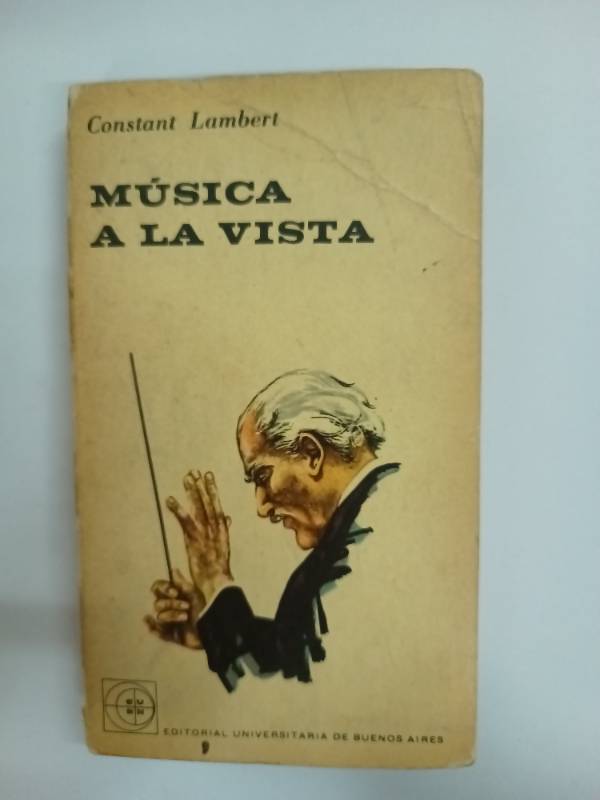 Constant Lambert
MÚSICA
A LA VISTA
EDITORIAL UNIVERSITARIA DE BUENOS AIRES